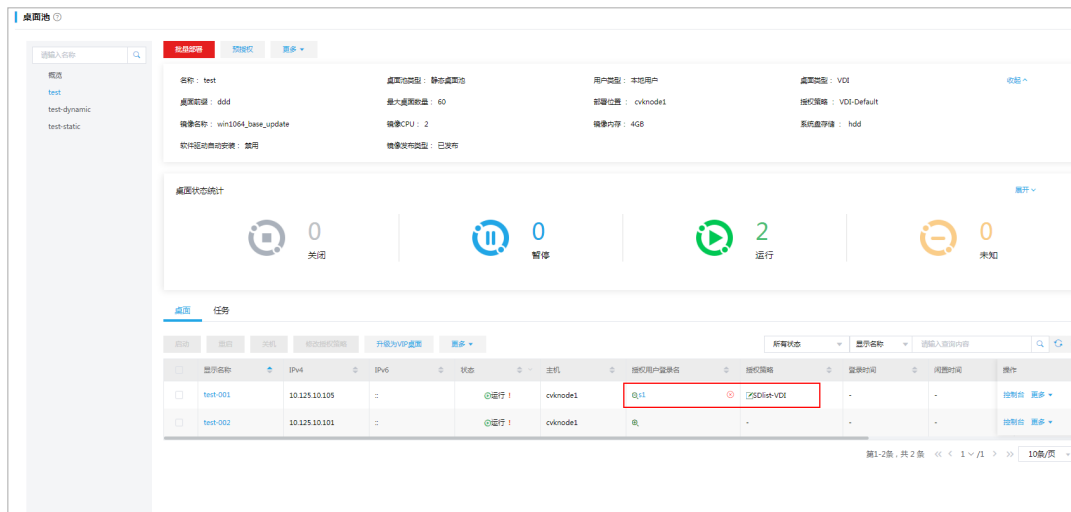 桌面池
请输入名称
概览
test
test-dynamic
test-static
批量部署 预授权 更多
名称： test 桌面池类型： 静态桌面池 用户类型： 本地用户 桌面类型： VDI 收起
桌面前缀： ddd 最大桌面数量： 60 部署位置： cvknode1 授权策略： VDI-Default
镜像名称： win1064_base_update 镜像CPU： 2 镜像内存： 4GB 系统盘存储： hdd
软件驱动自动安装： 禁用 镜像发布类型： 已发布
桌面状态统计 展开
0 关闭
0 暂停
2 运行
0 未知
桌面 任务
启动 关机 修改授权策略 升级为VIP桌面 更多 所有状态 显示名称 请输入查询内容
显示名称 IPv4 IPv6 状态 主机 授权用户登录名 授权策略 登录时间 闲置时间 操作
test-001 10.125.10.105 :: 运行 ! cvknode1 s1 SDlist-VDI - - 控制台 更多
test-002 10.125.10.101 :: 运行 ! cvknode1 - - - 控制台 更多
第1-2条，共 2 条 << < 1 /1 > >> 10条/页